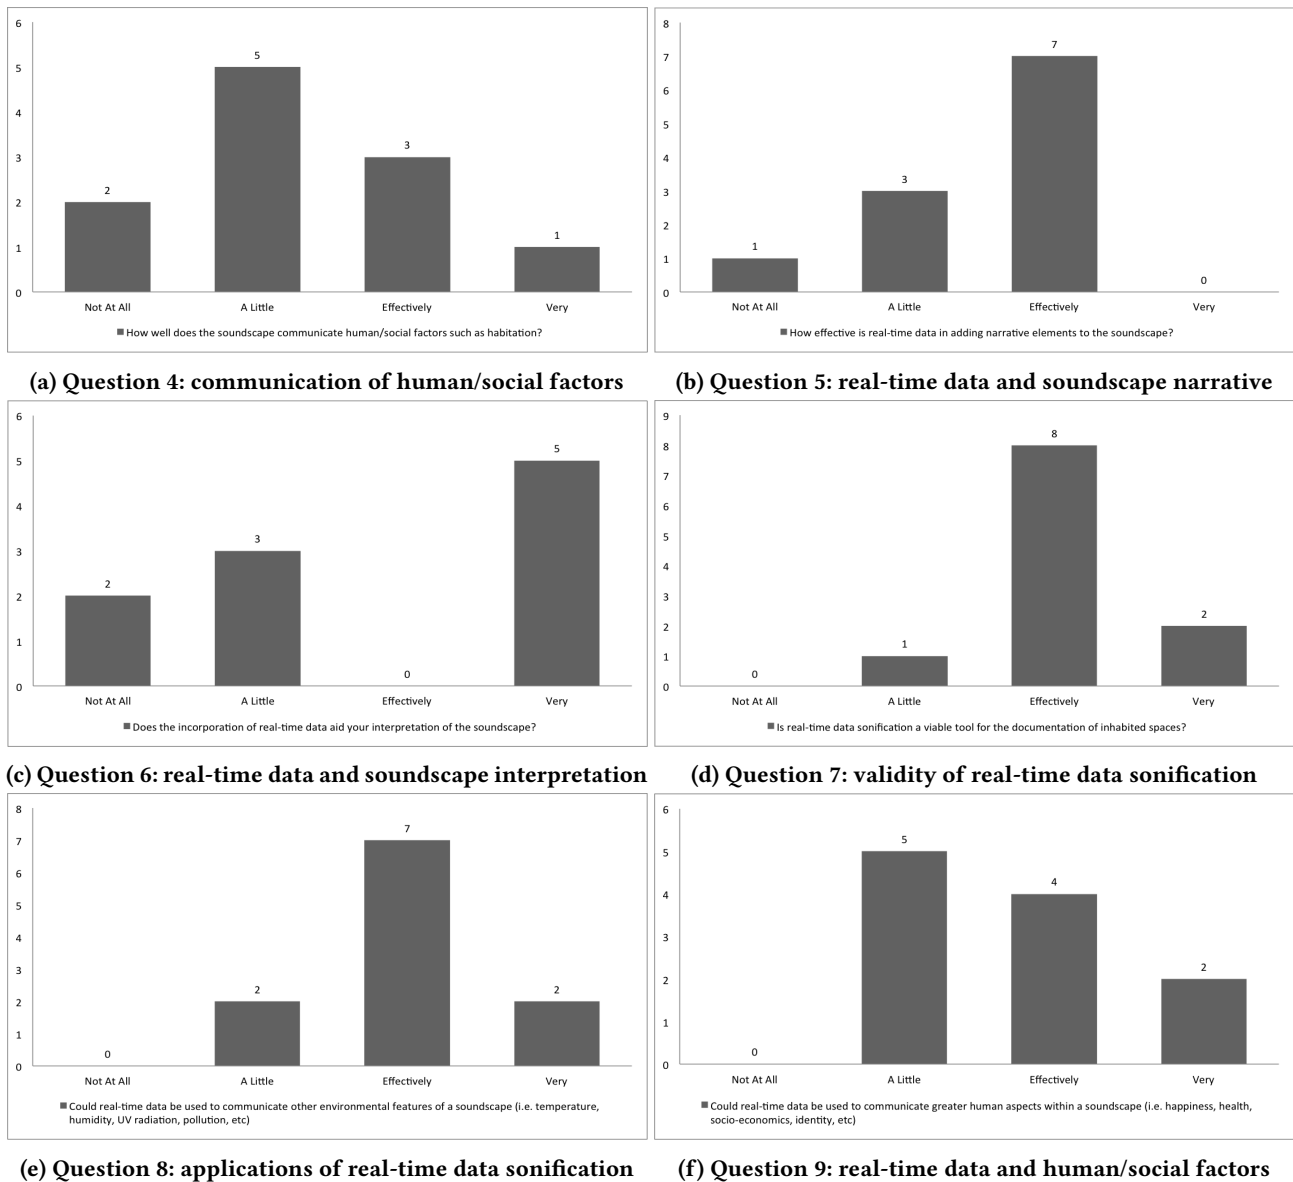 6
5
4
3
2
1
0
2
5
3
1
Not At All
A Little
Effectively
Very
How well does the soundscape communicate human/social factors such as habitation?
(a) Question 4: communication of human/social factors
8
7
6
5
4
3
2
1
0
1
3
7
0
Not At All
A Little
Effectively
Very
How effective is real-time data in adding narrative elements to the soundscape?
(b) Question 5: real-time data and soundscape narrative
6
5
4
3
2
1
0
2
3
0
5
Not At All
A Little
Effectively
Very
Does the incorporation of real-time data aid your interpretation of the soundscape?
(c) Question 6: real-time data and soundscape interpretation
9
8
7
6
5
4
3
2
1
0
0
1
8
2
Not At All
A Little
Effectively
Very
Is real-time data sonification a viable tool for the documentation of inhabited spaces?
(d) Question 7: validity of real-time data sonification
8
7
6
5
4
3
2
1
0
0
2
7
2
Not At All
A Little
Effectively
Very
Could real-time data be used to communicate other environmental features of a soundscape (i.e. temperature,
humidity, UV radiation, pollution, etc)
(e) Question 8: applications of real-time data sonification
6
5
4
3
2
1
0
0
5
4
2
Not At All
A Little
Effectively
Very
Could real-time data be used to communicate greater human aspects within a soundscape (i.e. happiness, health,
socio-economics, identity, etc)
(f) Question 9: real-time data and human/social factors